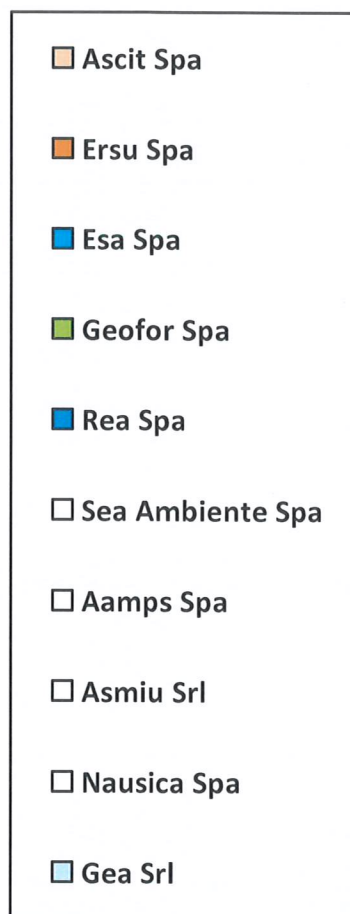 Ascit Spa
Ersu Spa
Esa Spa
Geofor Spa
Rea Spa
Sea Ambiente Spa
Aamps Spa
Asmiu Srl
Nausica Spa
Gea Srl